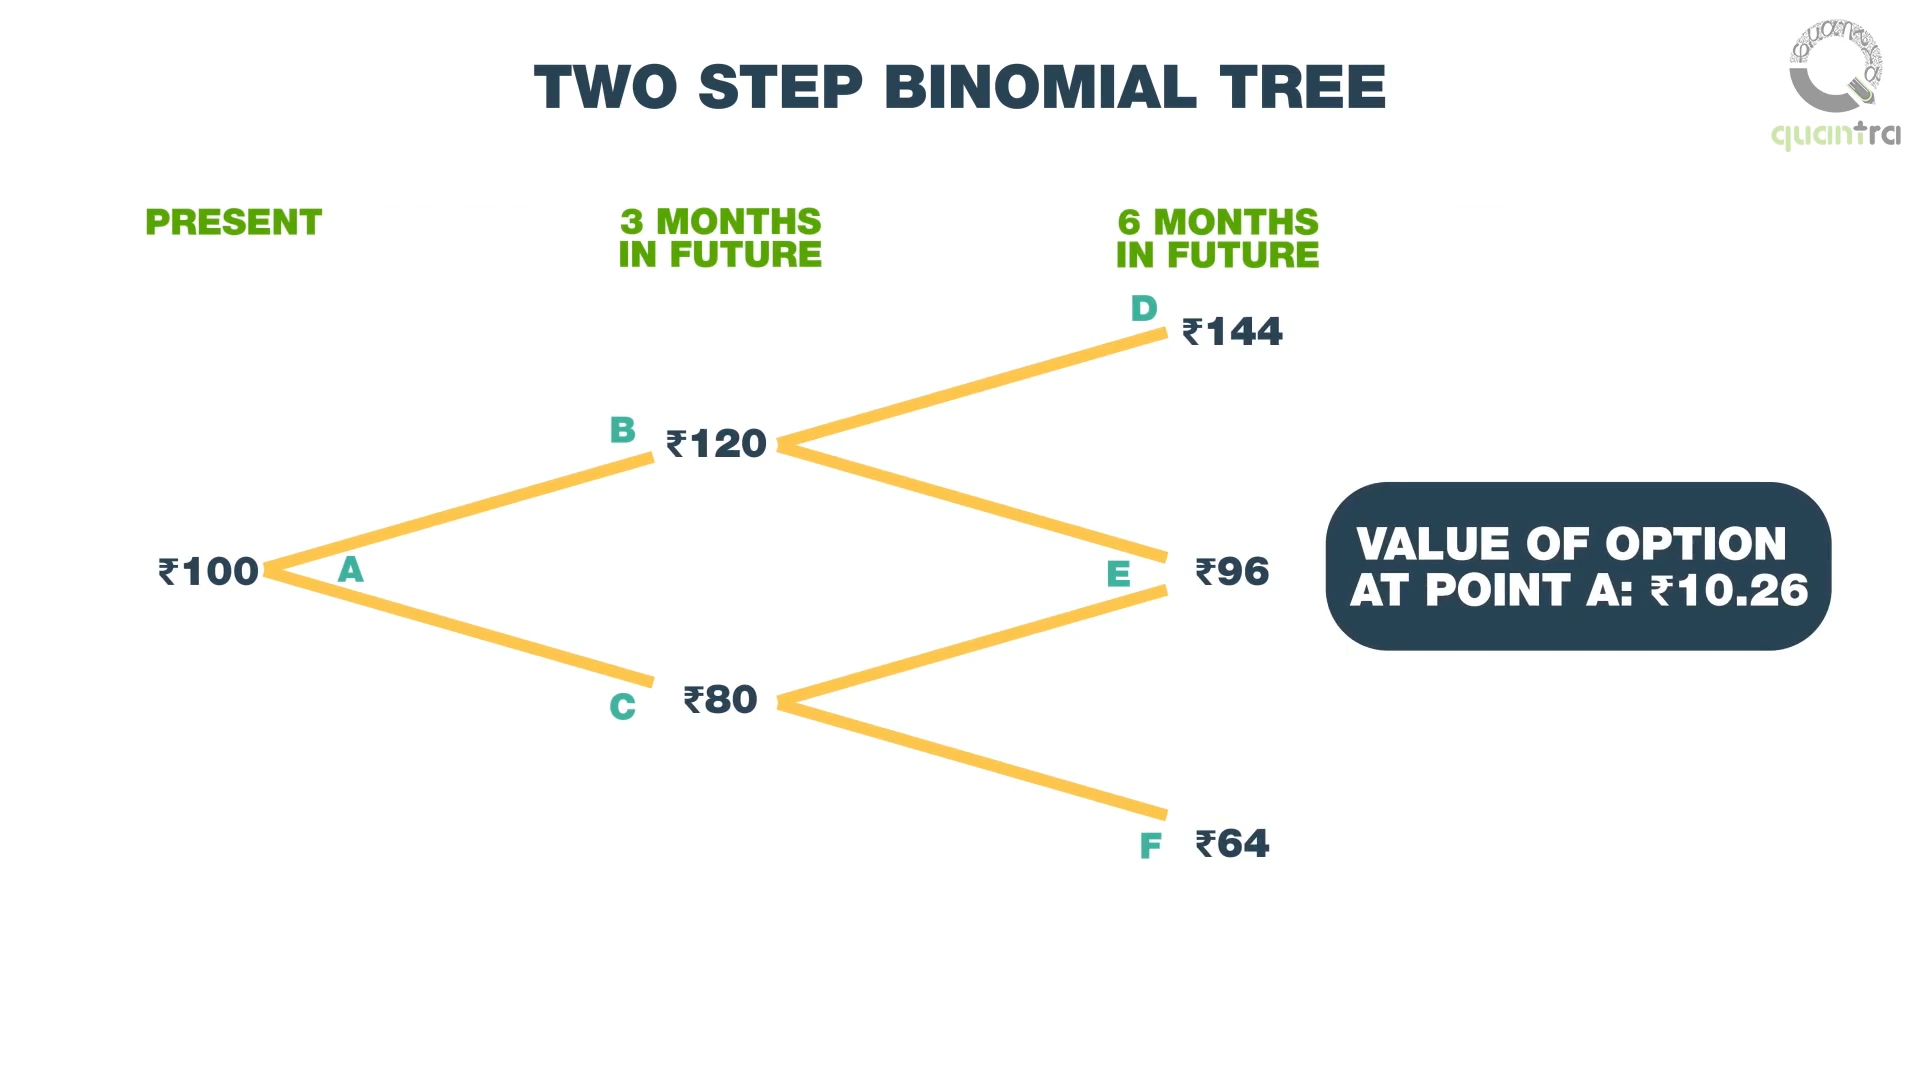 TWO STEP BINOMIAL TREE
quantra
PRESENT
3 MONTHS
IN FUTURE
6 MONTHS
IN FUTURE
D
₹144
B
₹120
₹100
A
E
₹96
VALUE OF OPTION
AT POINT A: ₹10.26
C
₹80
F
₹64